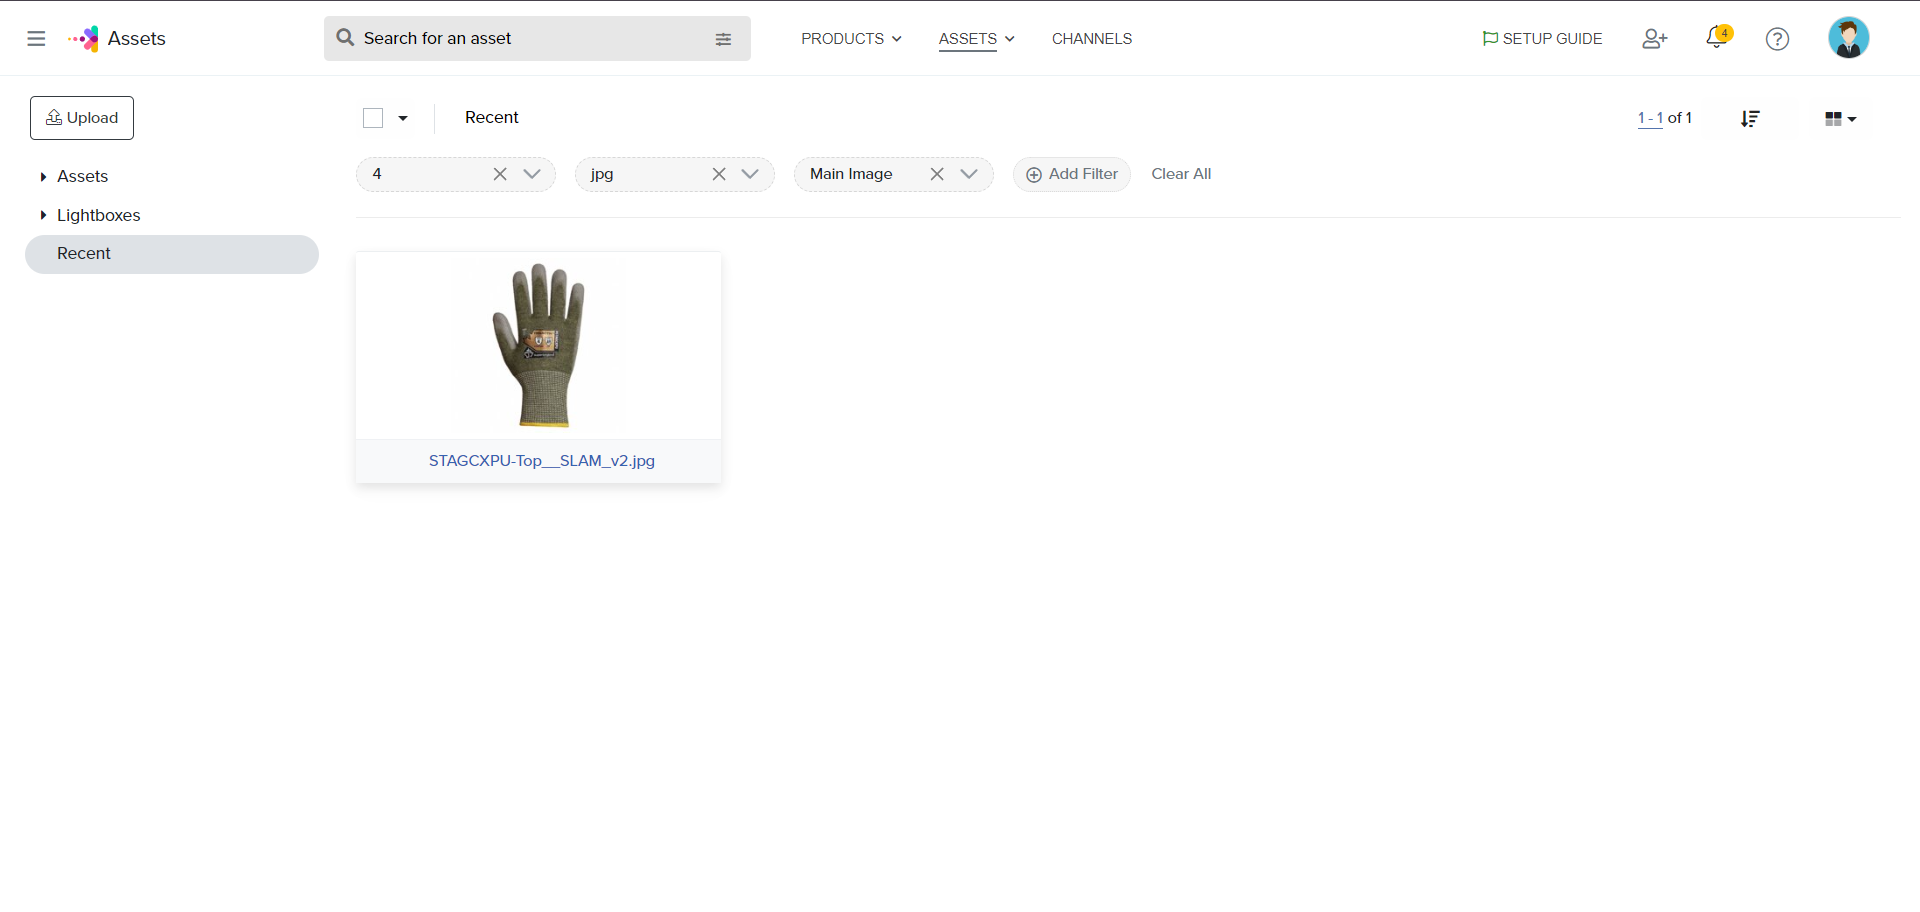 Assets
Search for an asset
PRODUCTS
ASSETS
CHANNELS
SETUP GUIDE
4
Upload
Recent
1 - 1 of 1
Assets
Lightboxes
Recent
4
jpg
Main Image
Add Filter
Clear All
STAGCXPU-Top__SLAM_v2.jpg